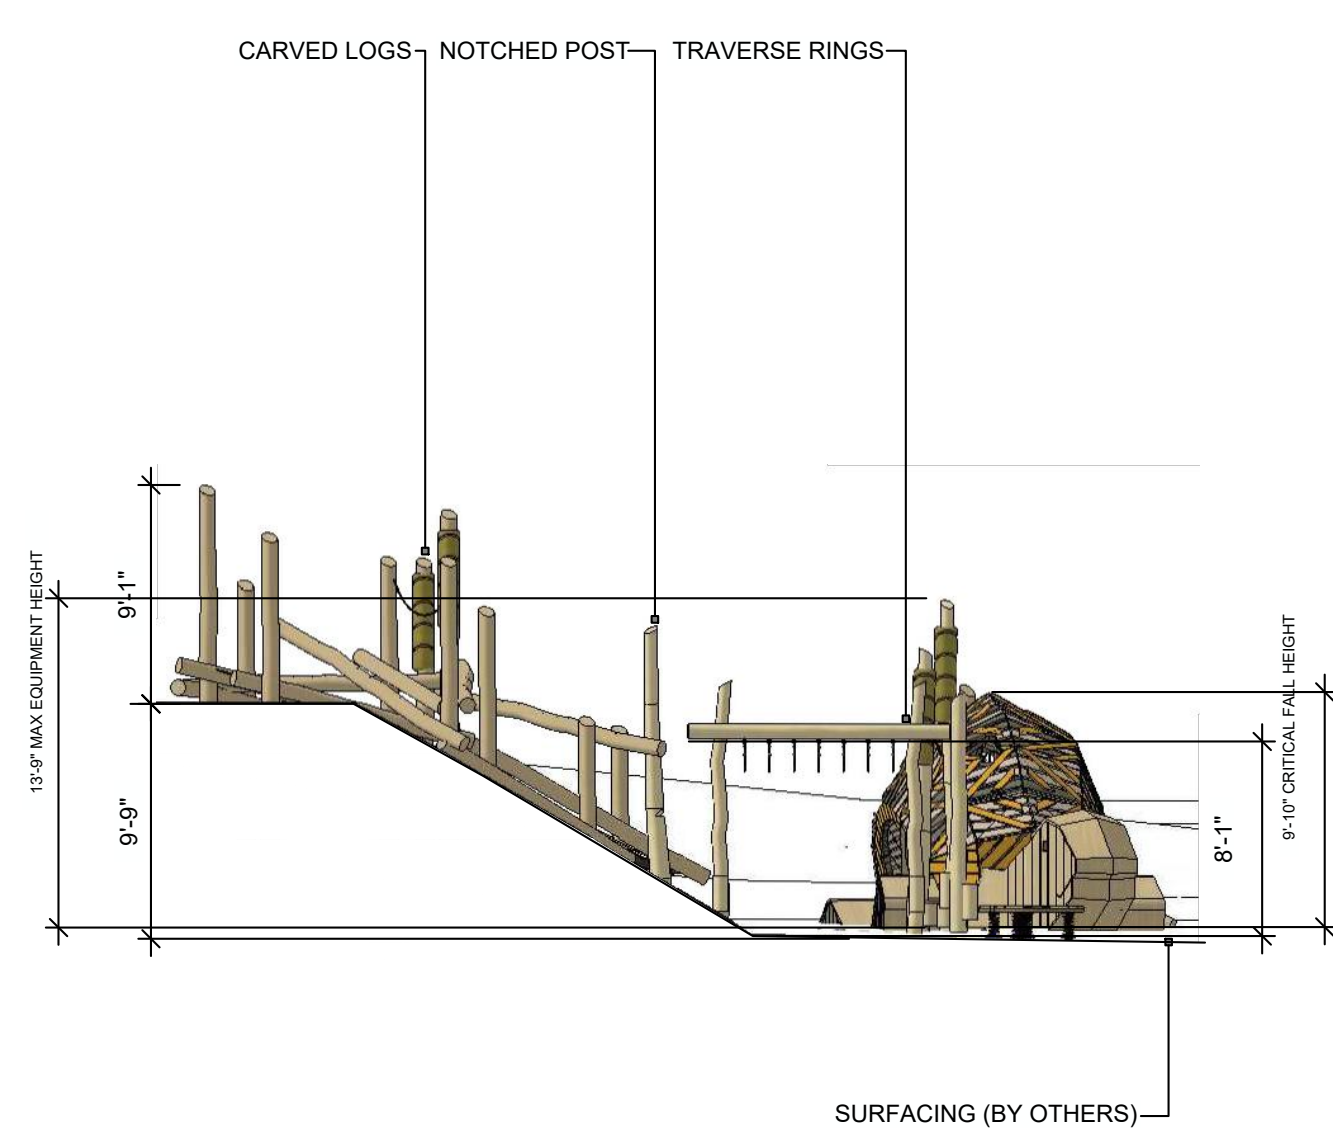 CARVED LOGS
NOTCHED POST
TRAVERSE RINGS
13'-9" MAX EQUIPMENT HEIGHT
9'-1"
9'-9"
8'-1"
9'-10" CRITICAL FALL HEIGHT
SURFACING (BY OTHERS)